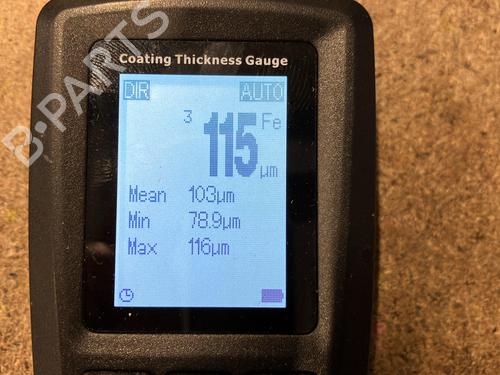 Coating Thickness Gauge
DIR AUTO
3 115 Fe
µm
Mean 103µm
Min 78.9µm
Max 116µm
B-PARTS